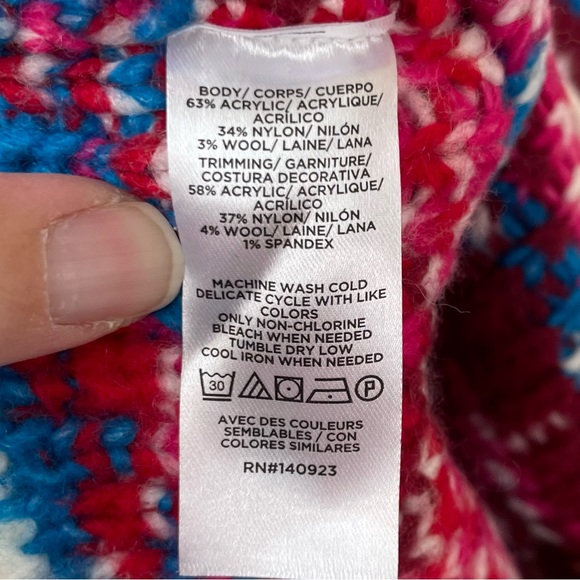 BODY/ CORPS/ CUERPO
63% ACRYLIC/ ACRYLIQUE/
ACRÍLICO
34% NYLON/ NILÓN
3% WOOL/ LAINE/ LANA
TRIMMING/ GARNITURE/
COSTURA DECORATIVA
58% ACRYLIC/ ACRYLIQUE/
ACRÍLICO
37% NYLON/ NILÓN
4% WOOL/ LAINE/ LANA
1% SPANDEX
MACHINE WASH COLD
DELICATE CYCLE WITH LIKE
COLORS
ONLY NON-CHLORINE
BLEACH WHEN NEEDED
TUMBLE DRY LOW
COOL IRON WHEN NEEDED
30 P
AVEC DES COULEURS
SEMBLABLES / CON
COLORES SIMILARES
RN#140923